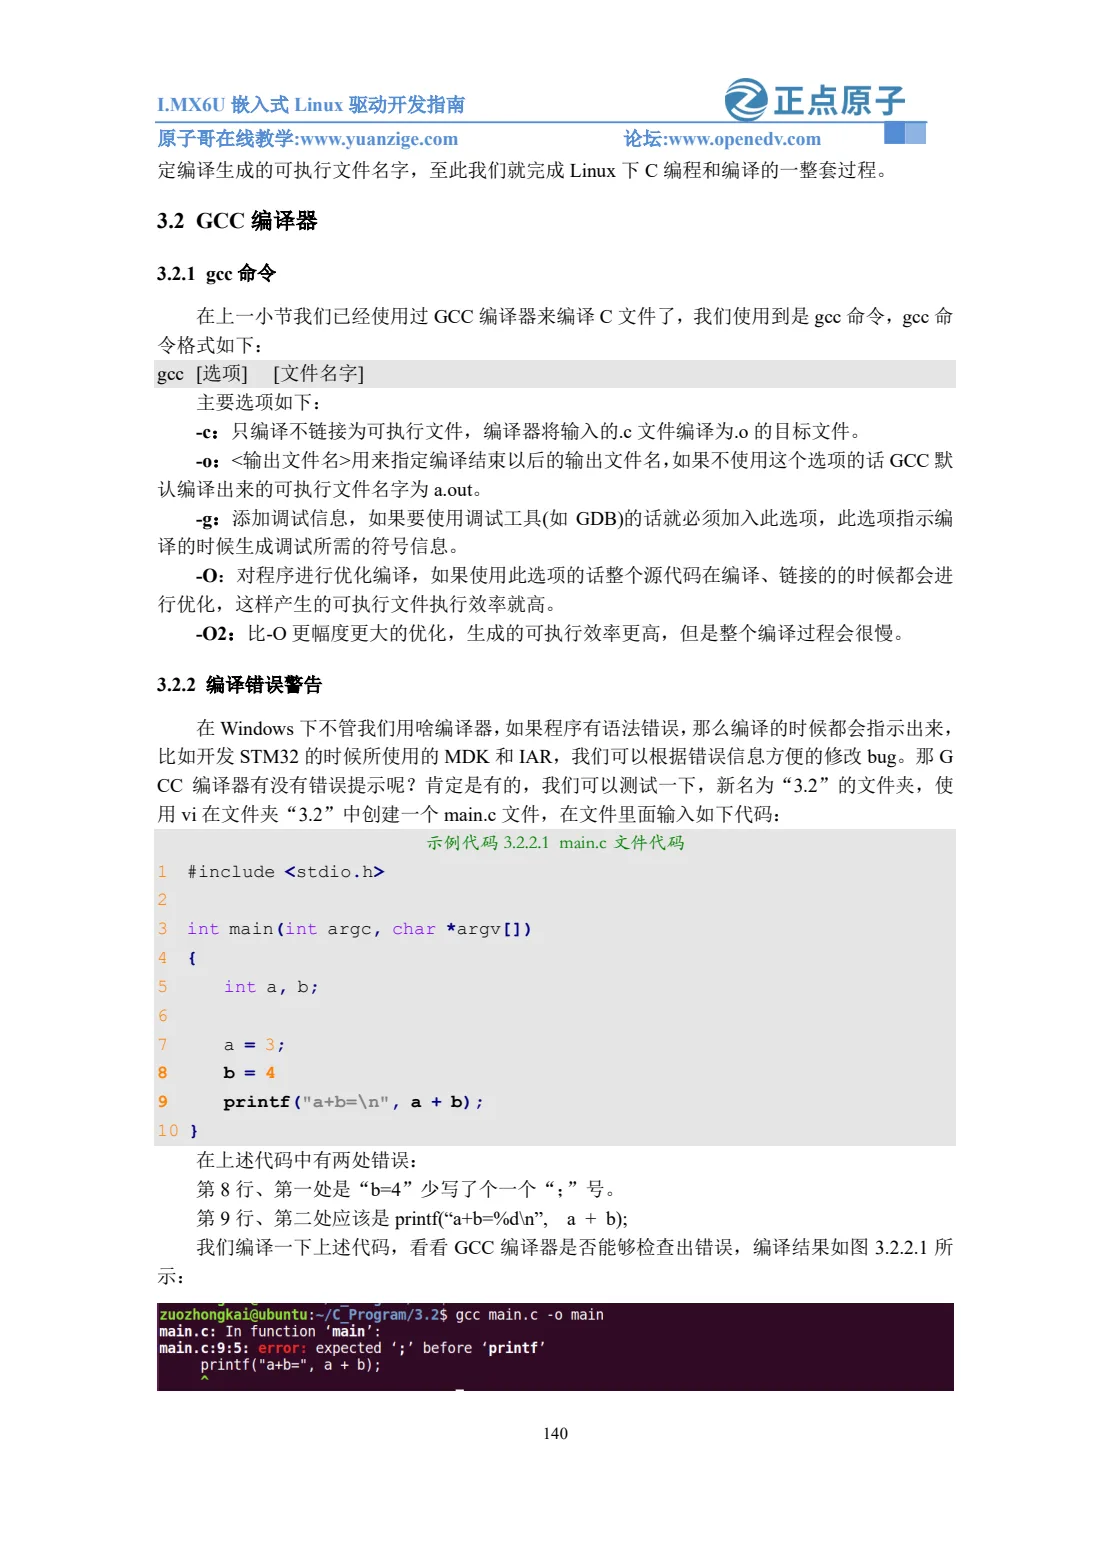 I.MX6U 嵌入式 Linux 驱动开发指南
正点原子
原子哥在线教学:www.yuanzige.com 论坛:www.openedv.com
定编译生成的可执行文件名字，至此我们就完成 Linux 下 C 编程和编译的一整套过程。
3.2 GCC 编译器
3.2.1 gcc 命令
在上一小节我们已经使用过 GCC 编译器来编译 C 文件了，我们使用到是 gcc 命令，gcc 命
令格式如下：
gcc [选项] [文件名字]
主要选项如下：
-c：只编译不链接为可执行文件，编译器将输入的.c 文件编译为.o 的目标文件。
-o：<输出文件名>用来指定编译结束以后的输出文件名，如果不使用这个选项的话 GCC 默
认编译出来的可执行文件名字为 a.out。
-g：添加调试信息，如果要使用调试工具(如 GDB)的话就必须加入此选项，此选项指示编
译的时候生成调试所需的符号信息。
-O：对程序进行优化编译，如果使用此选项的话整个源代码在编译、链接的的时候都会进
行优化，这样产生的可执行文件执行效率就高。
-O2：比-O 更幅度更大的优化，生成的可执行效率更高，但是整个编译过程会很慢。
3.2.2 编译错误警告
在 Windows 下不管我们用啥编译器，如果程序有语法错误，那么编译的时候都会指示出来，
比如开发 STM32 的时候所使用的 MDK 和 IAR，我们可以根据错误信息方便的修改 bug。那 G
CC 编译器有没有错误提示呢？肯定是有的，我们可以测试一下，新名为“3.2”的文件夹，使
用 vi 在文件夹“3.2”中创建一个 main.c 文件，在文件里面输入如下代码：
示例代码 3.2.2.1 main.c 文件代码
1 #include <stdio.h>
2
3 int main(int argc, char *argv[])
4 {
5 int a, b;
6
7 a = 3;
8 b = 4
9 printf("a+b=\n", a + b);
10 }
在上述代码中有两处错误：
第 8 行、第一处是“b=4”少写了个一个“；”号。
第 9 行、第二处应该是 printf(“a+b=%d\n”, a + b);
我们编译一下上述代码，看看 GCC 编译器是否能够检查出错误，编译结果如图 3.2.2.1 所
示：
zuozhongkai@ubuntu:~/C_Program/3.2$ gcc main.c -o main
main.c: In function ‘main’:
main.c:9:5: error: expected ‘;’ before ‘printf’
printf("a+b=", a + b);
^
140